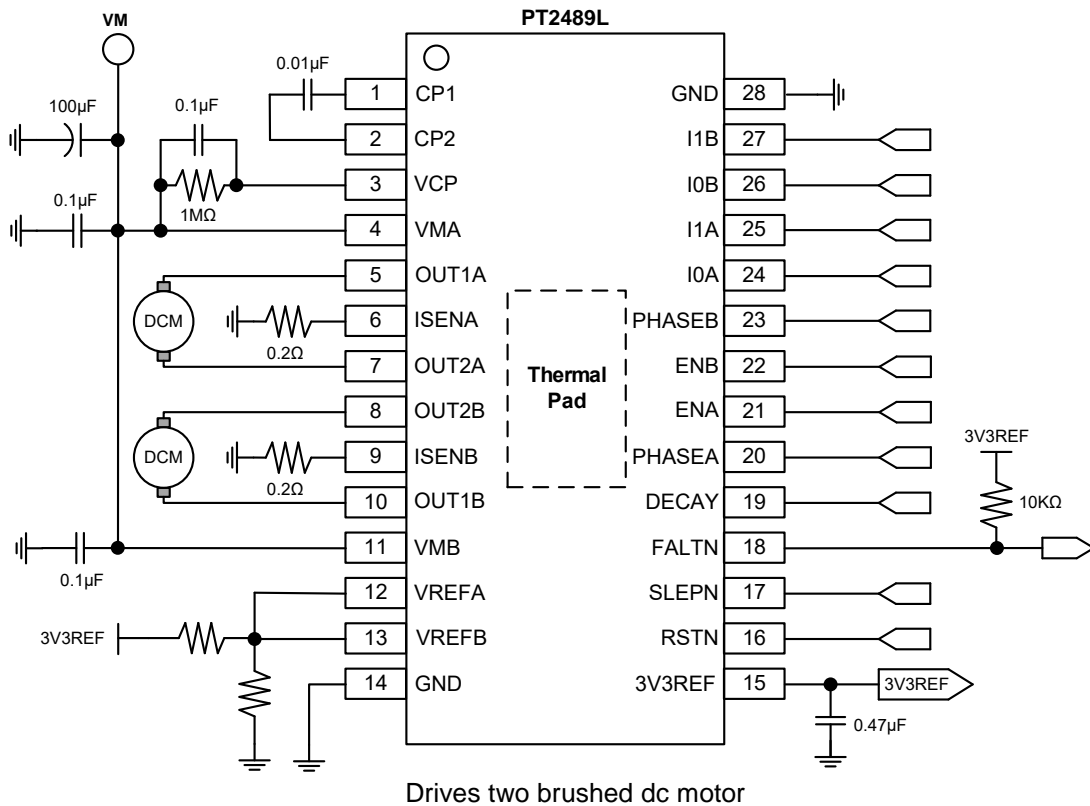 PT2489L
VM
100µF
0.1µF
0.1µF
1MΩ
0.01µF
1 CP1
2 CP2
3 VCP
4 VMA
5 OUT1A
6 ISENA
7 OUT2A
8 OUT2B
9 ISENB
10 OUT1B
11 VMB
12 VREFA
13 VREFB
14 GND
DCM
0.2Ω
DCM
0.2Ω
0.1µF
3V3REF
Thermal
Pad
GND 28
I1B 27
I0B 26
I1A 25
I0A 24
PHASEB 23
ENB 22
ENA 21
PHASEA 20
DECAY 19
FALTN 18
SLEPN 17
RSTN 16
3V3REF 15
3V3REF
10KΩ
3V3REF
0.47µF
Drives two brushed dc motor